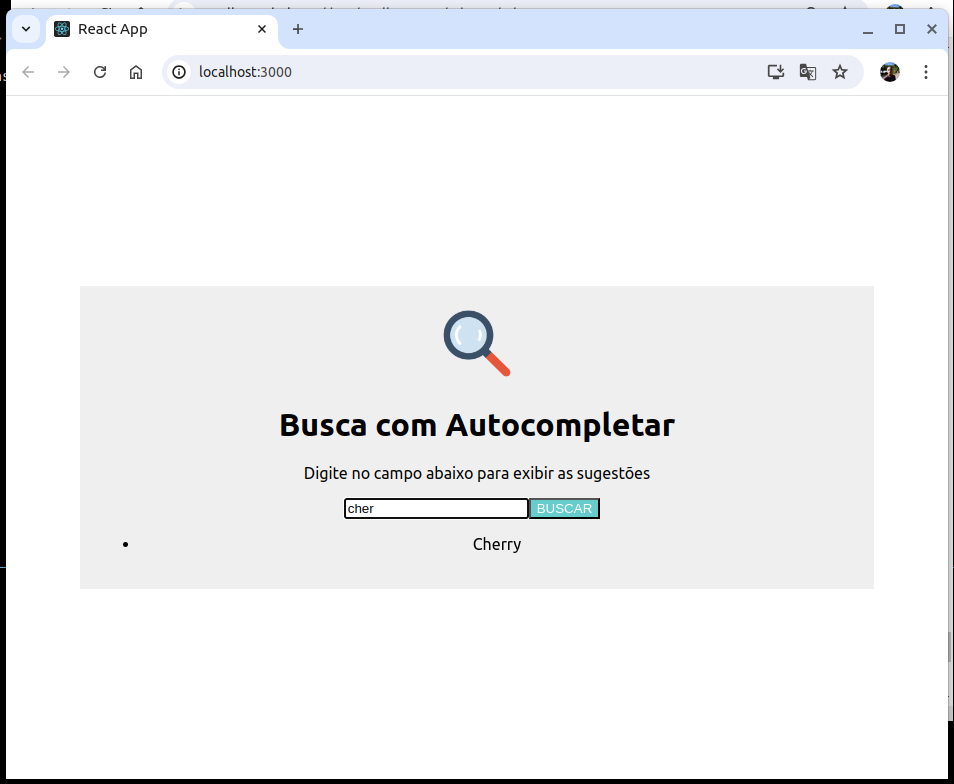 React App
localhost:3000
Busca com Autocompletar
Digite no campo abaixo para exibir as sugestões
cher BUSCAR
Cherry